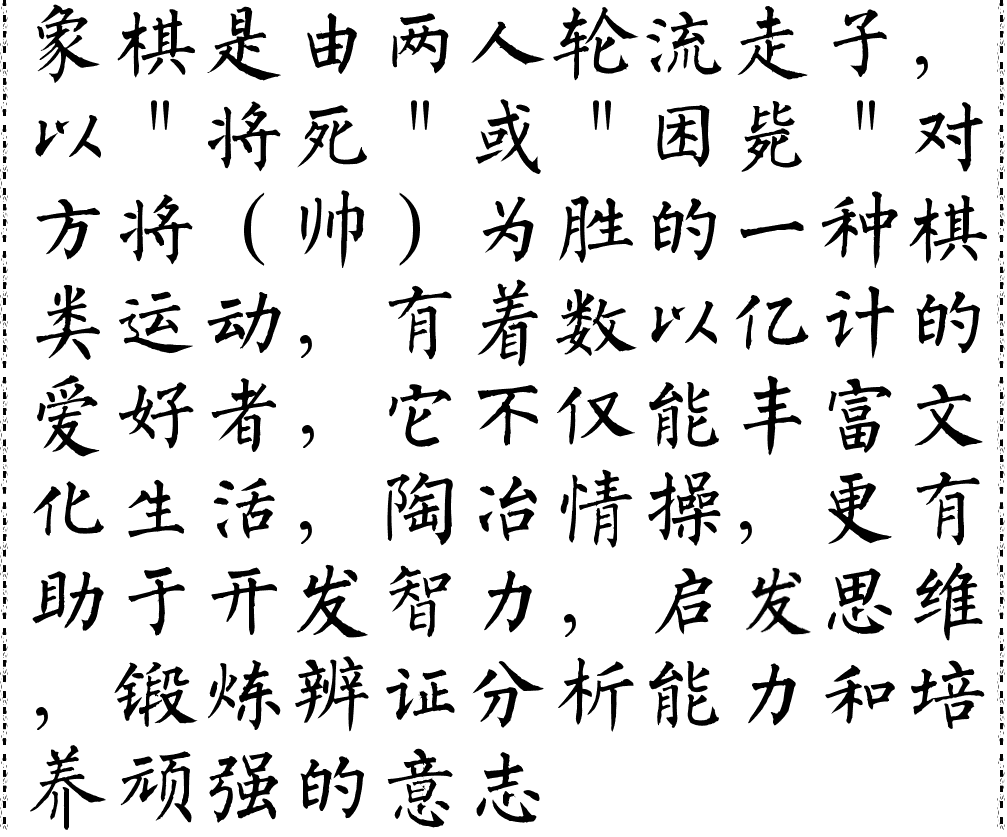 象棋是由两人轮流走子，
以"将死"或"困毙"对
方将（帅）为胜的一种棋
类运动，有着数以亿计的
爱好者，它不仅能丰富文
化生活，陶冶情操，更有
助于开发智力，启发思维
，锻炼辨证分析能力和培
养顽强的意志